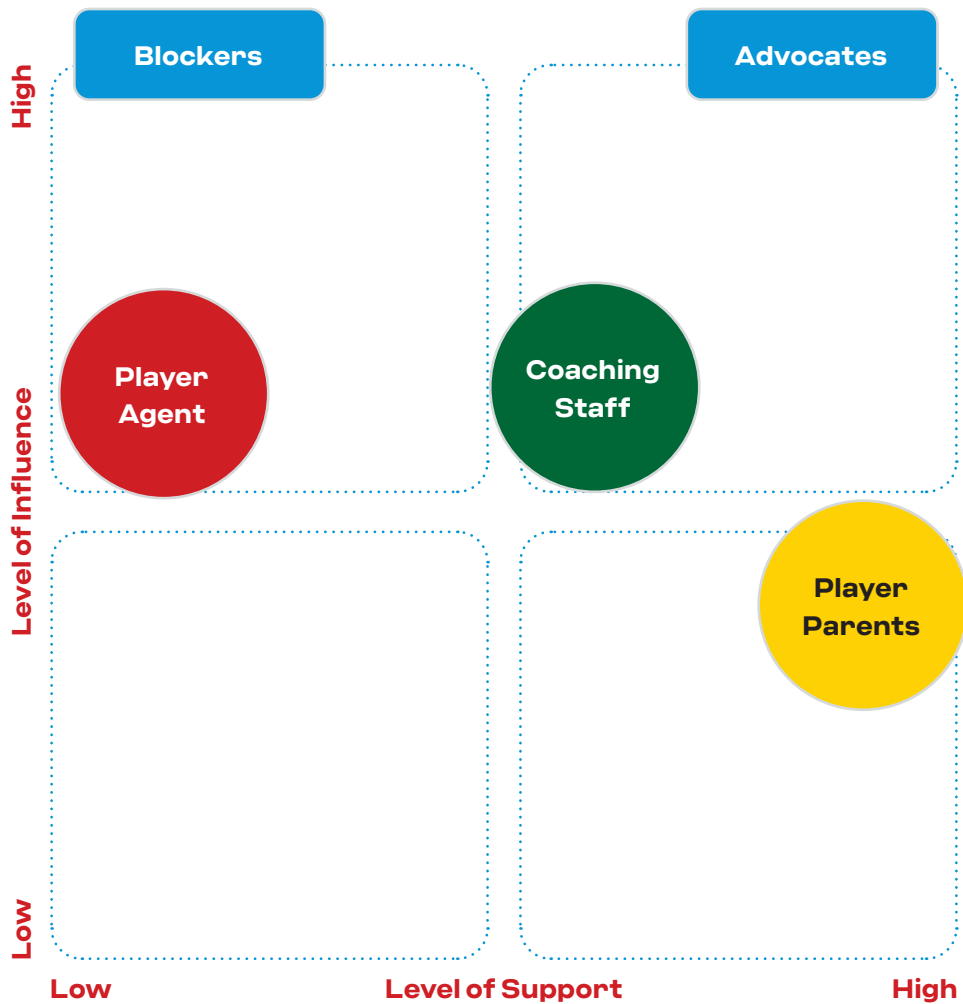 Blockers
Advocates
High
Player
Agent
Coaching
Staff
Level of Influence
Player
Parents
Low
Low
Level of Support
High